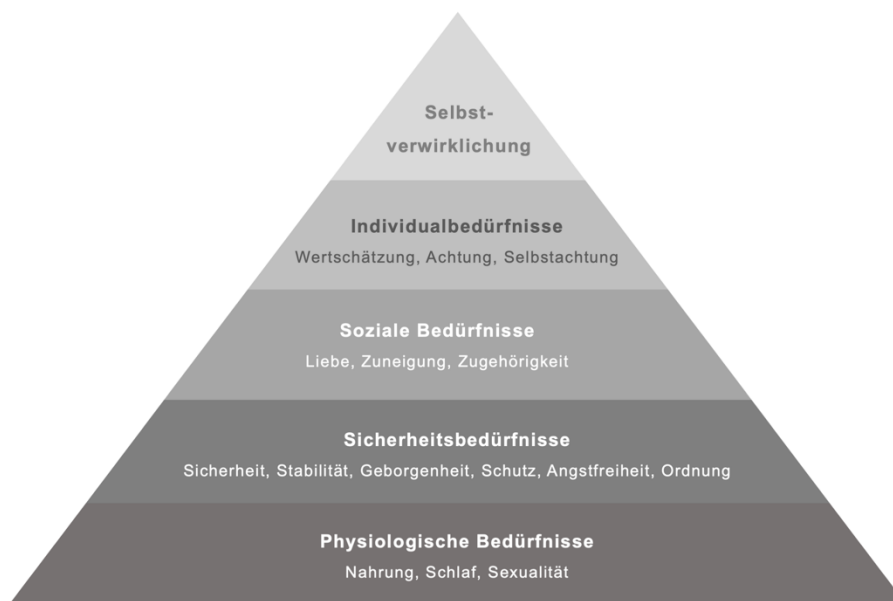 Selbst-
verwirklichung
Individualbedürfnisse
Wertschätzung, Achtung, Selbstachtung
Soziale Bedürfnisse
Liebe, Zuneigung, Zugehörigkeit
Sicherheitsbedürfnisse
Sicherheit, Stabilität, Geborgenheit, Schutz, Angstfreiheit, Ordnung
Physiologische Bedürfnisse
Nahrung, Schlaf, Sexualität